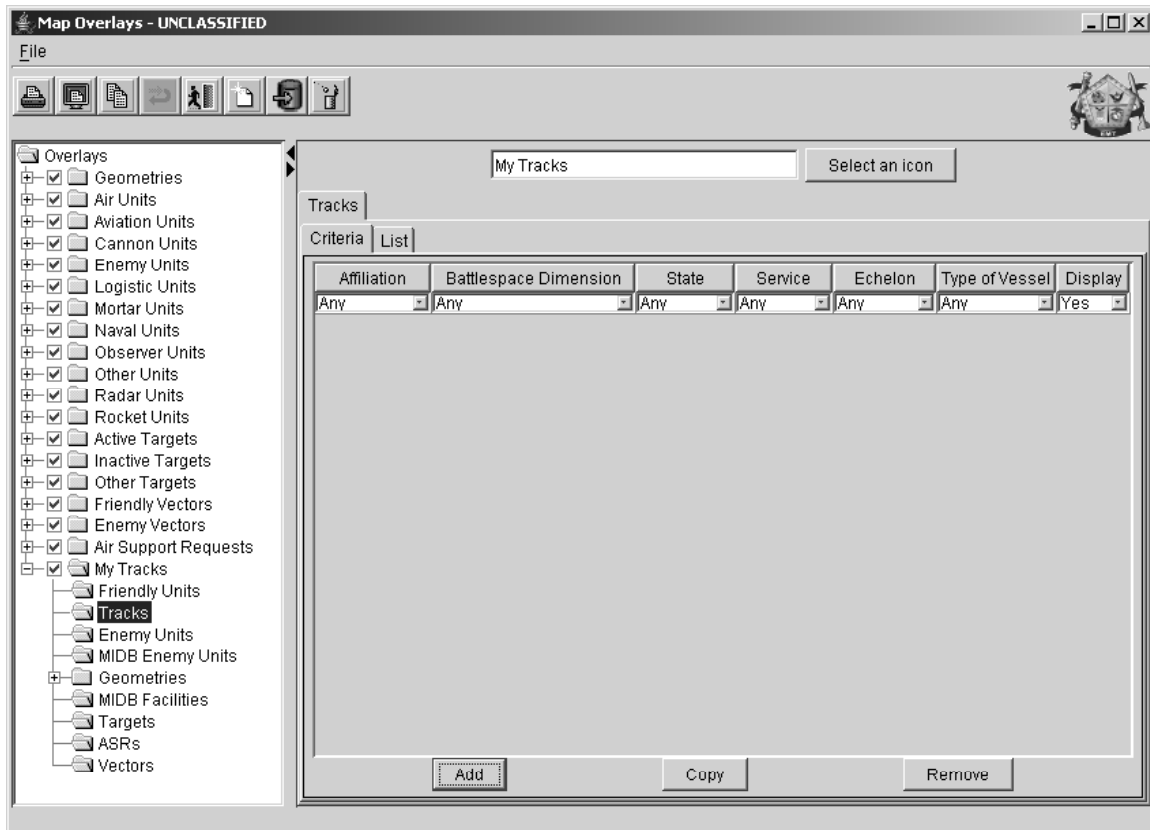 Map Overlays - UNCLASSIFIED
File
Overlays
Geometries
Air Units
Aviation Units
Cannon Units
Enemy Units
Logistic Units
Mortar Units
Naval Units
Observer Units
Other Units
Radar Units
Rocket Units
Active Targets
Inactive Targets
Other Targets
Friendly Vectors
Enemy Vectors
Air Support Requests
My Tracks
Friendly Units
Tracks
Enemy Units
MIDB Enemy Units
Geometries
MIDB Facilities
Targets
ASRs
Vectors
My Tracks Select an icon
Tracks
Criteria List
Affiliation Battlespace Dimension State Service Echelon Type of Vessel Display
Any Any Any Any Any Any Yes
Add Copy Remove